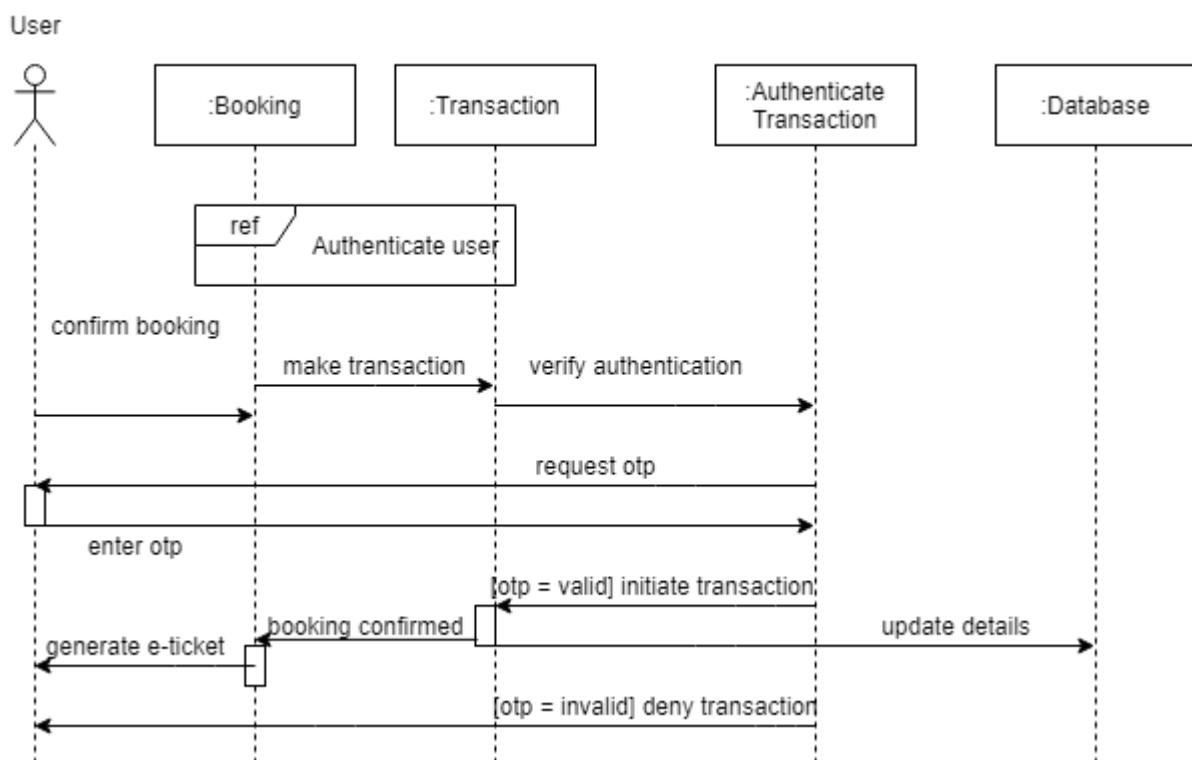 User
:Booking
:Transaction
:Authenticate
Transaction
:Database
ref
Authenticate user
confirm booking
make transaction
verify authentication
request otp
enter otp
[otp = valid] initiate transaction
booking confirmed
update details
generate e-ticket
[otp = invalid] deny transaction